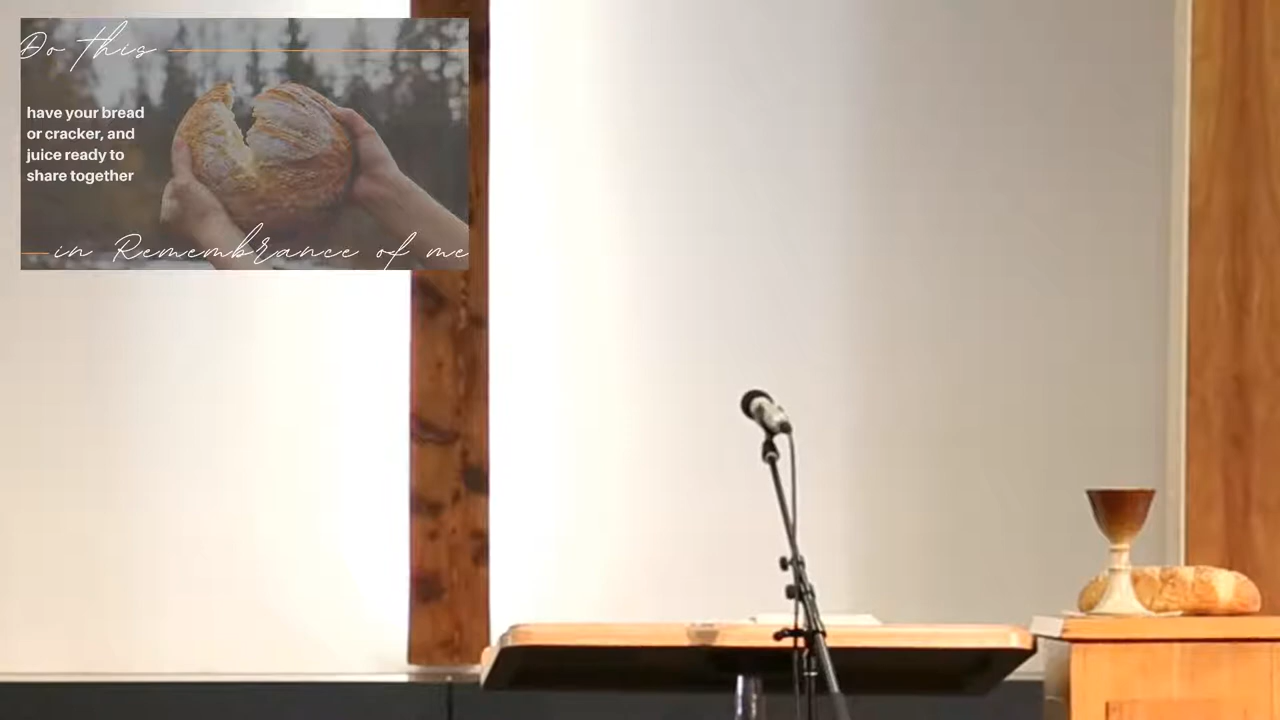 Do this
have your bread
or cracker, and
juice ready to
share together
in Remembrance of me